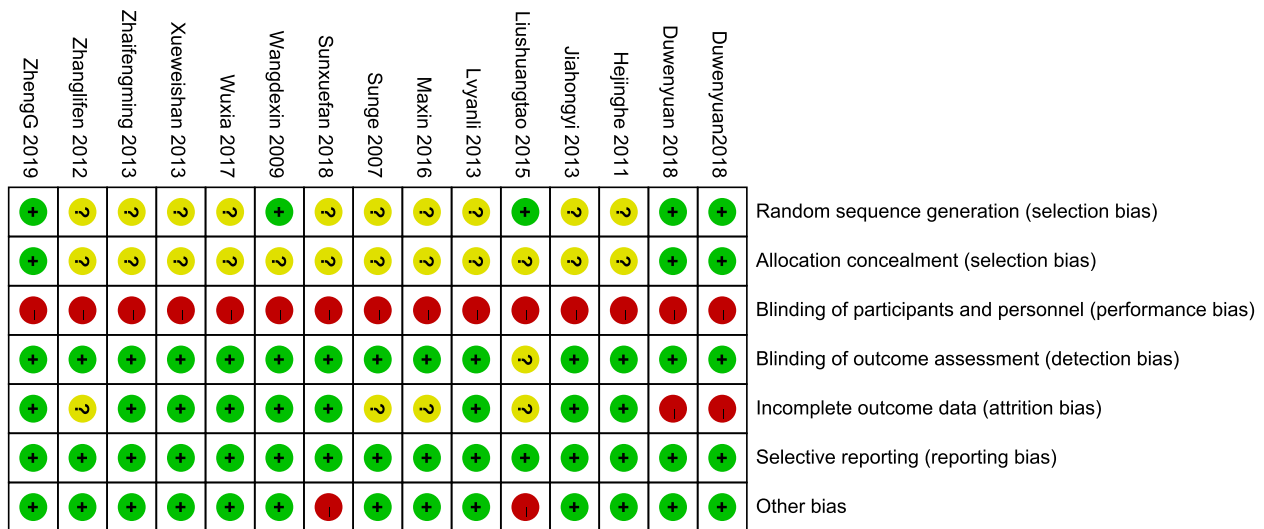 ZhengG 2019
Zhanglifen 2012
Zhaifengming 2013
Xueweishan 2013
Wuxia 2017
Wangdexin 2009
Sunxuefan 2018
Sunge 2007
Maxin 2016
Lvyanli 2013
Liushuangtao 2015
Jiahongyi 2013
Hejinghe 2011
Duwenyuan 2018
Duwenyuan2018
+ ? ? ? ? + ? ? ? ? + ? ? + + Random sequence generation (selection bias)
+ ? ? ? ? ? ? ? ? ? ? ? ? + + Allocation concealment (selection bias)
– – – – – – – – – – – – – – – Blinding of participants and personnel (performance bias)
+ + + + + + + + + + ? + + + + Blinding of outcome assessment (detection bias)
+ ? + + + + + ? ? + ? + + – – Incomplete outcome data (attrition bias)
+ + + + + + + + + + + + + + + Selective reporting (reporting bias)
+ + + + + + – + + + – + + + + Other bias